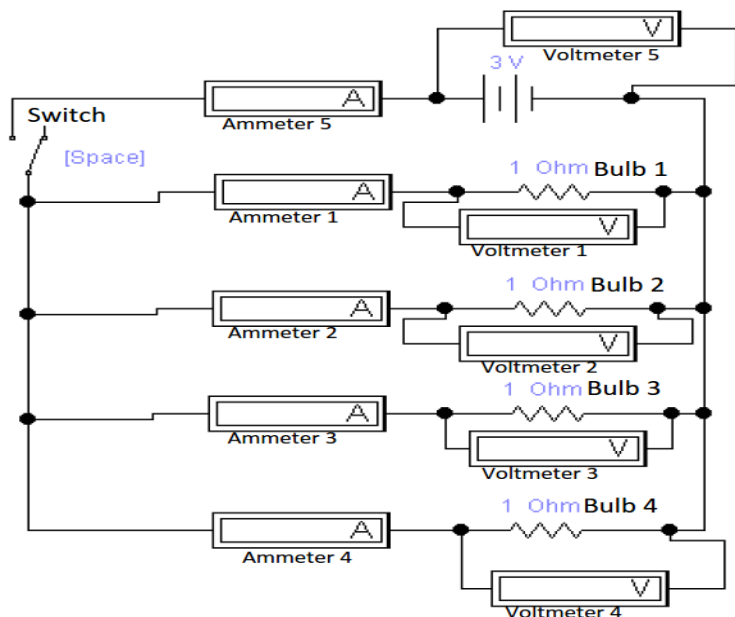 V
Voltmeter 5
3 V
A
Ammeter 5
Switch
[Space]
1 Ohm Bulb 1
A
Ammeter 1
V
Voltmeter 1
1 Ohm Bulb 2
A
Ammeter 2
V
Voltmeter 2
1 Ohm Bulb 3
A
Ammeter 3
V
Voltmeter 3
1 Ohm Bulb 4
A
Ammeter 4
V
Voltmeter 4